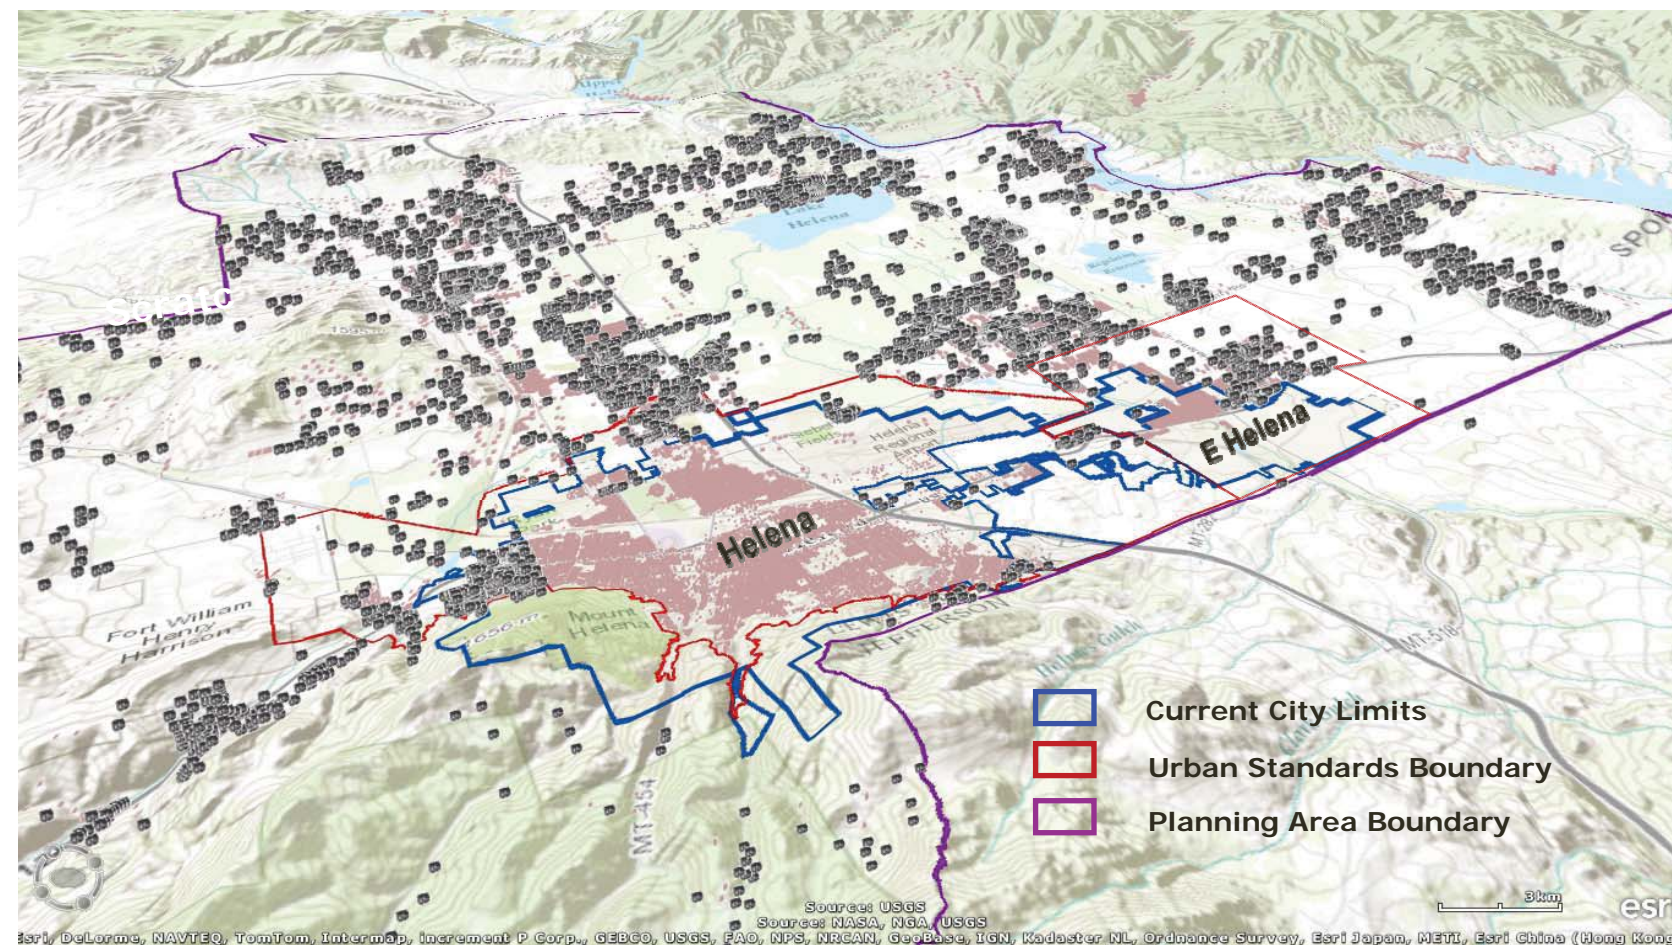 Lake
Helena
Helena
Regional
Airport
E Helena
Helena
Fort William
Henry
Harrison
1656 m
Mount
Helena
JEFFERSON
MT-518
MT-454
Current City Limits
Urban Standards Boundary
Planning Area Boundary
3km
esri
Source: USGS
Source: NASA, NGA, USGS
Esri, DeLorme, NAVTEQ, TomTom, Intermap, increment P Corp., GEBCO, USGS, FAO, NPS, NRCAN, GeoBase, IGN, Kadaster NL, Ordnance Survey, Esri Japan, METI, Esri China (Hong Kong